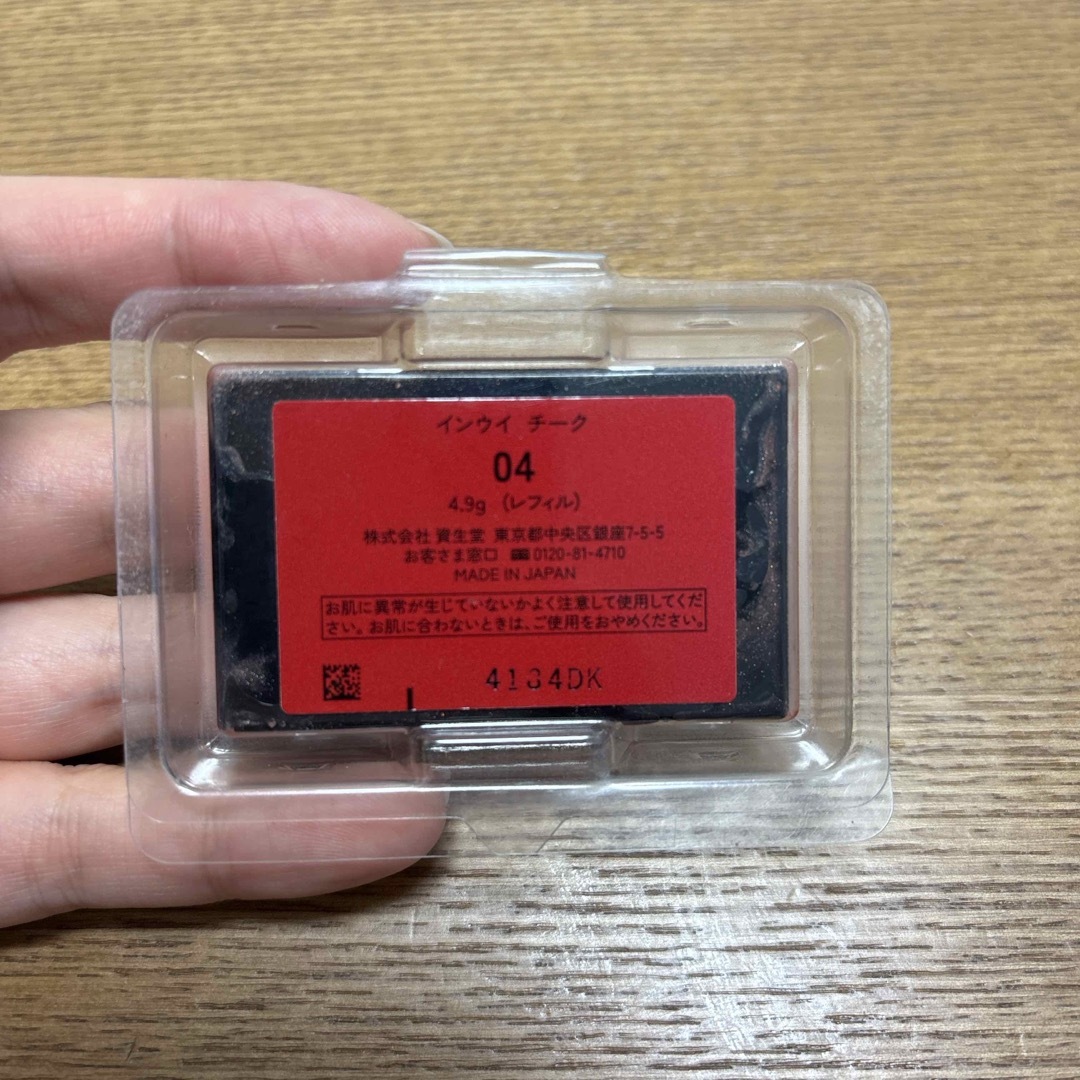 インウイ チーク
04
4.9g (レフィル)
株式会社 資生堂 東京都中央区銀座7-5-5
お客さま窓口 0120-81-4710
MADE IN JAPAN
お肌に異常が生じていないかよく注意して使用してくだ
さい。お肌に合わないときは、ご使用をおやめください。
4134DK